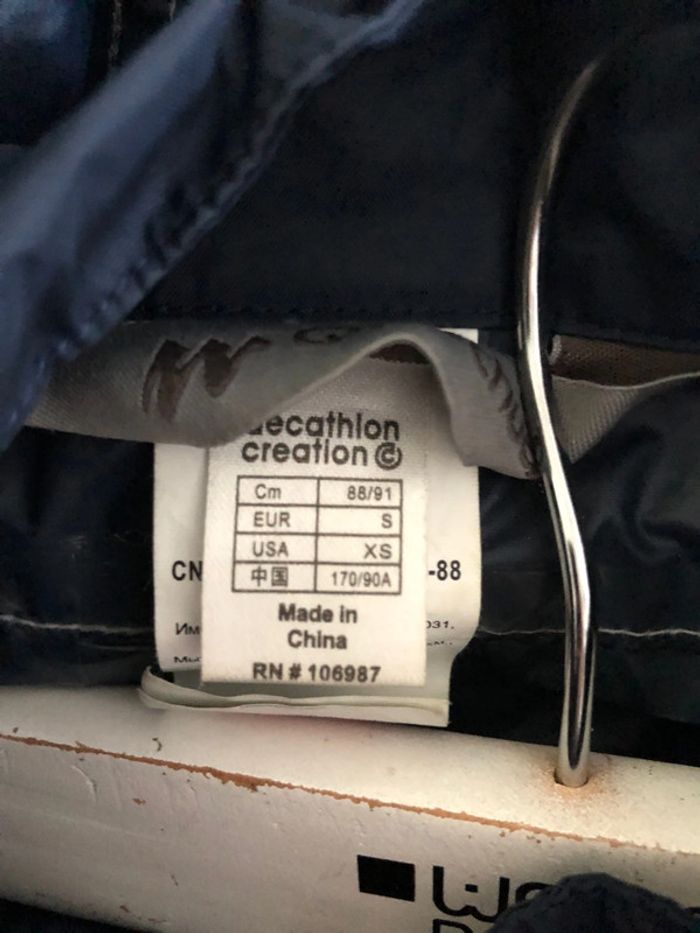 decathlon
creation ©
Cm 88/91
EUR S
USA XS
中国 170/90A
Made in
China
RN # 106987
CN
-88
031.